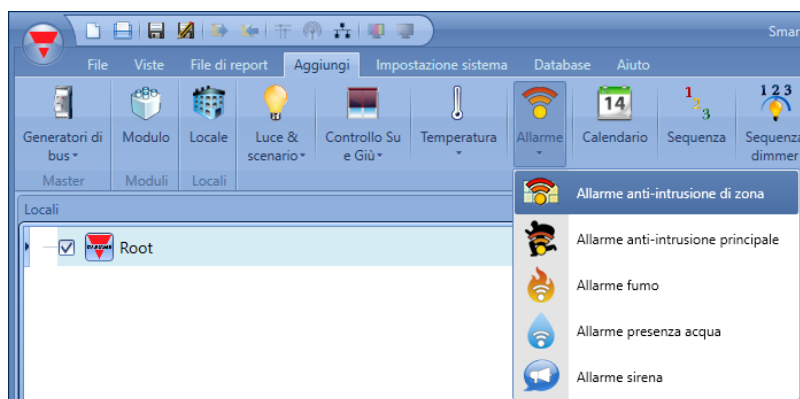 Smar
File Viste File di report Aggiungi Impostazione sistema Database Aiuto
14
1 2 3
1 2 3
Generatori di bus
Modulo
Locale
Luce & scenario
Controllo Su e Giù
Temperatura
Allarme
Calendario
Sequenza
Sequenza dimmer
Master Moduli Locali
Locali
Root
Allarme anti-intrusione di zona
Allarme anti-intrusione principale
Allarme fumo
Allarme presenza acqua
Allarme sirena